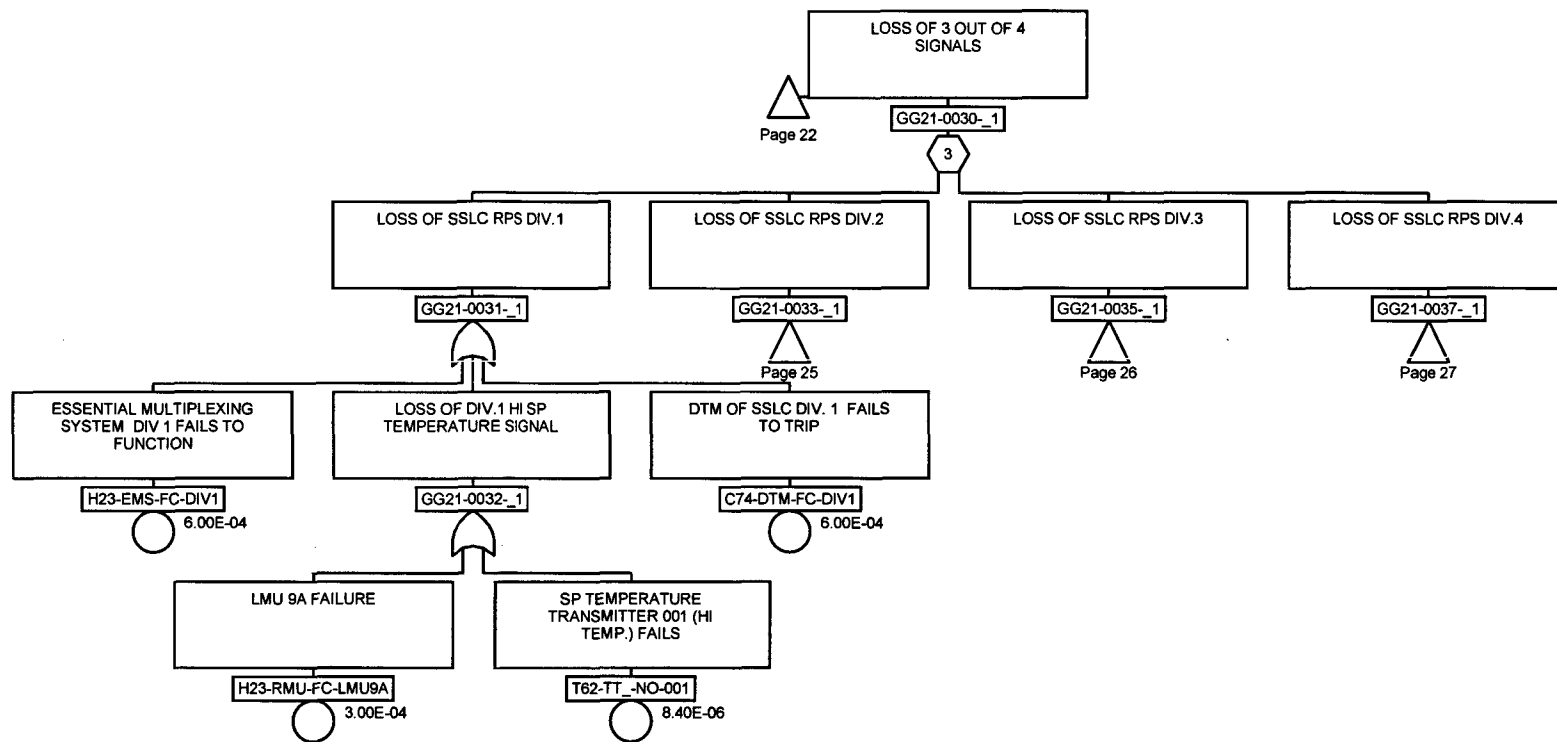 LOSS OF 3 OUT OF 4
SIGNALS
Page 22
GG21-0030-_1
3
LOSS OF SSLC RPS DIV.1
LOSS OF SSLC RPS DIV.2
LOSS OF SSLC RPS DIV.3
LOSS OF SSLC RPS DIV.4
GG21-0031-_1
GG21-0033-_1
GG21-0035-_1
GG21-0037-_1
Page 25
Page 26
Page 27
ESSENTIAL MULTIPLEXING
SYSTEM DIV 1 FAILS TO
FUNCTION
LOSS OF DIV.1 HI SP
TEMPERATURE SIGNAL
DTM OF SSLC DIV. 1 FAILS
TO TRIP
H23-EMS-FC-DIV1
GG21-0032-_1
C74-DTM-FC-DIV1
6.00E-04
6.00E-04
LMU 9A FAILURE
SP TEMPERATURE
TRANSMITTER 001 (HI
TEMP.) FAILS
H23-RMU-FC-LMU9A
T62-TT_-NO-001
3.00E-04
8.40E-06